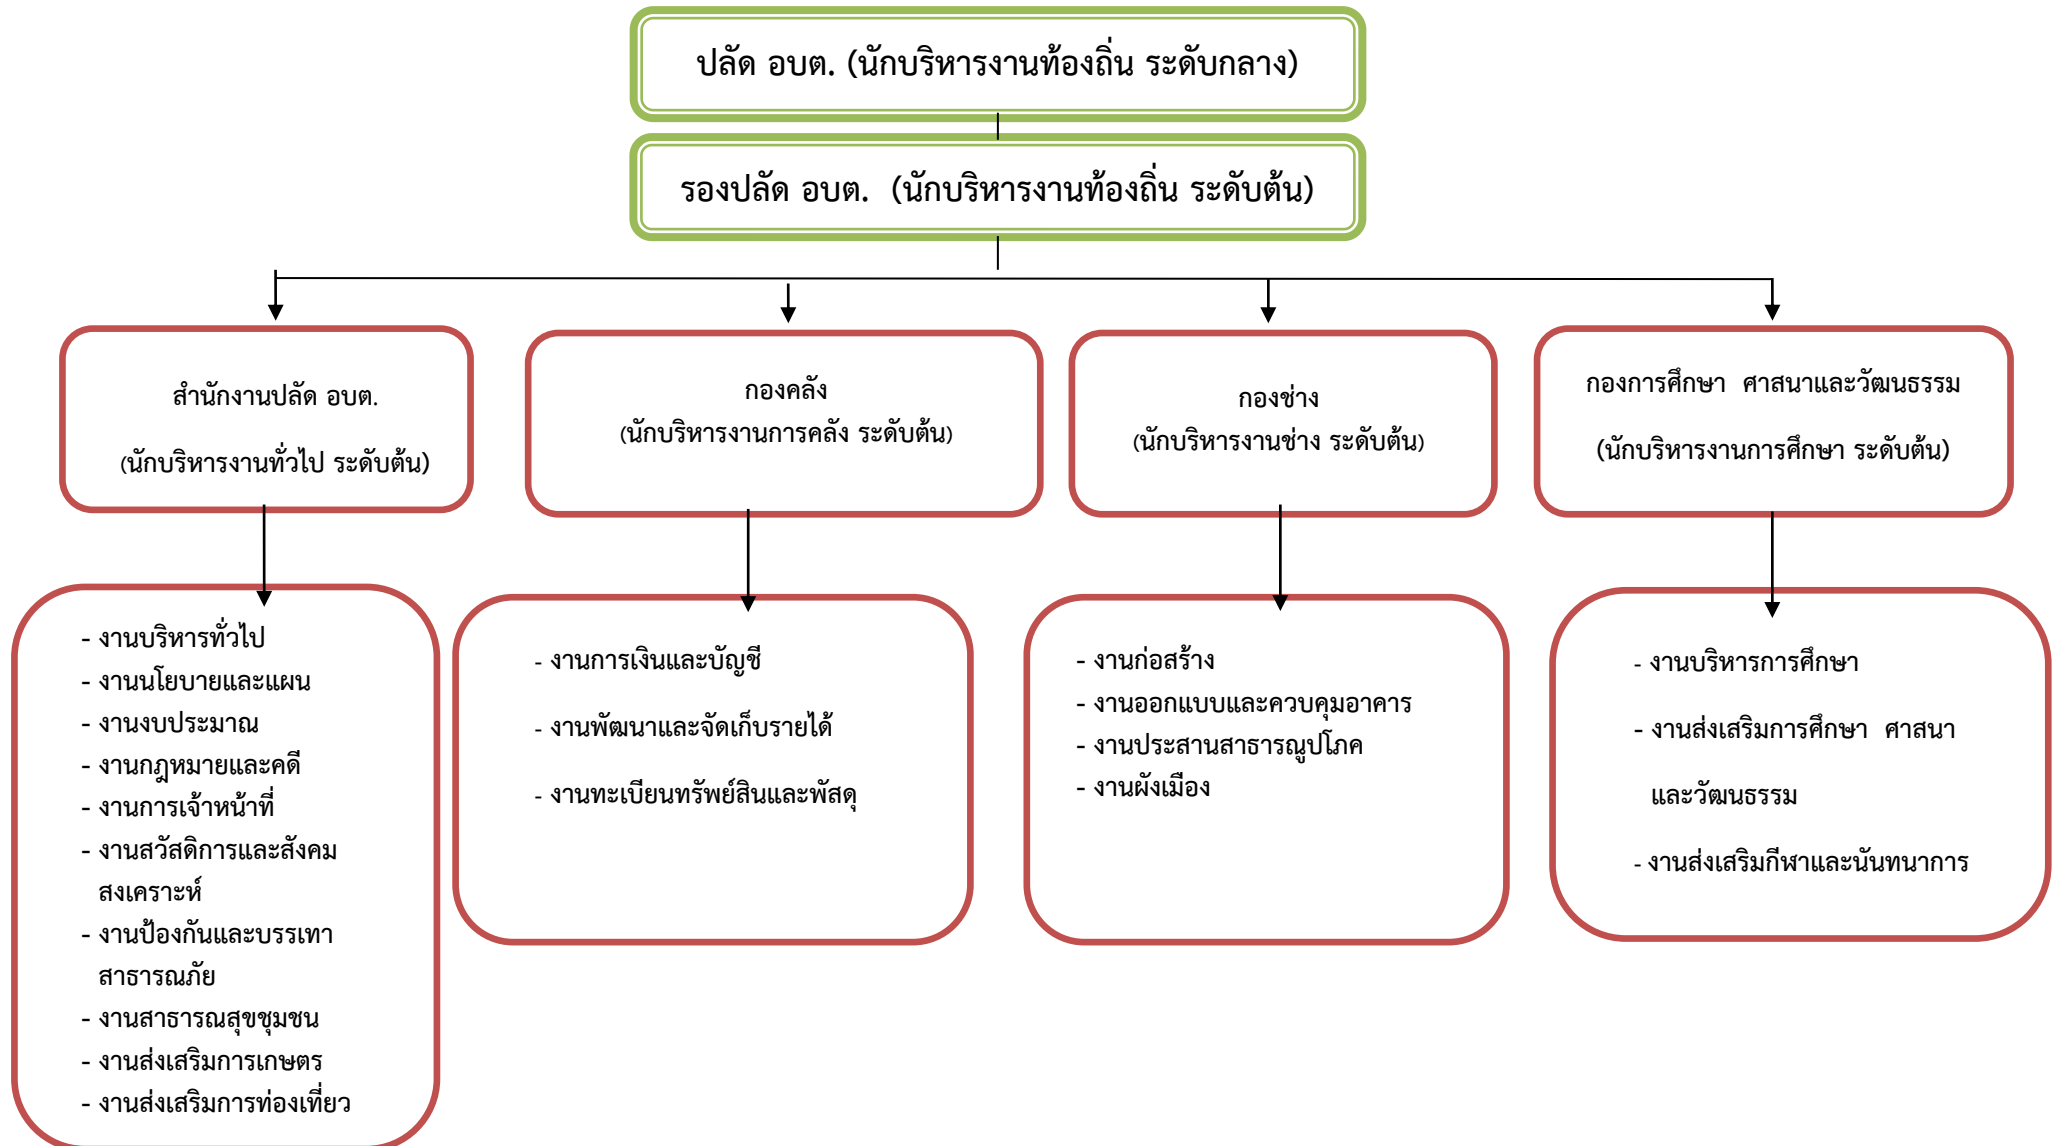 ปลัด อบต. (นักบริหารงานท้องถิ่น ระดับกลาง)
รองปลัด อบต. (นักบริหารงานท้องถิ่น ระดับต้น)
สำนักงานปลัด อบต.
(นักบริหารงานทั่วไป ระดับต้น)
กองคลัง
(นักบริหารงานการคลัง ระดับต้น)
กองช่าง
(นักบริหารงานช่าง ระดับต้น)
กองการศึกษา ศาสนาและวัฒนธรรม
(นักบริหารงานการศึกษา ระดับต้น)
- งานบริหารทั่วไป
- งานนโยบายและแผน
- งานงบประมาณ
- งานกฎหมายและคดี
- งานการเจ้าหน้าที่
- งานสวัสดิการและสังคม
สงเคราะห์
- งานป้องกันและบรรเทา
สาธารณภัย
- งานสาธารณสุขชุมชน
- งานส่งเสริมการเกษตร
- งานส่งเสริมการท่องเที่ยว
- งานการเงินและบัญชี
- งานพัฒนาและจัดเก็บรายได้
- งานทะเบียนทรัพย์สินและพัสดุ
- งานก่อสร้าง
- งานออกแบบและควบคุมอาคาร
- งานประสานสาธารณูปโภค
- งานผังเมือง
- งานบริหารการศึกษา
- งานส่งเสริมการศึกษา ศาสนา
และวัฒนธรรม
- งานส่งเสริมกีฬาและนันทนาการ